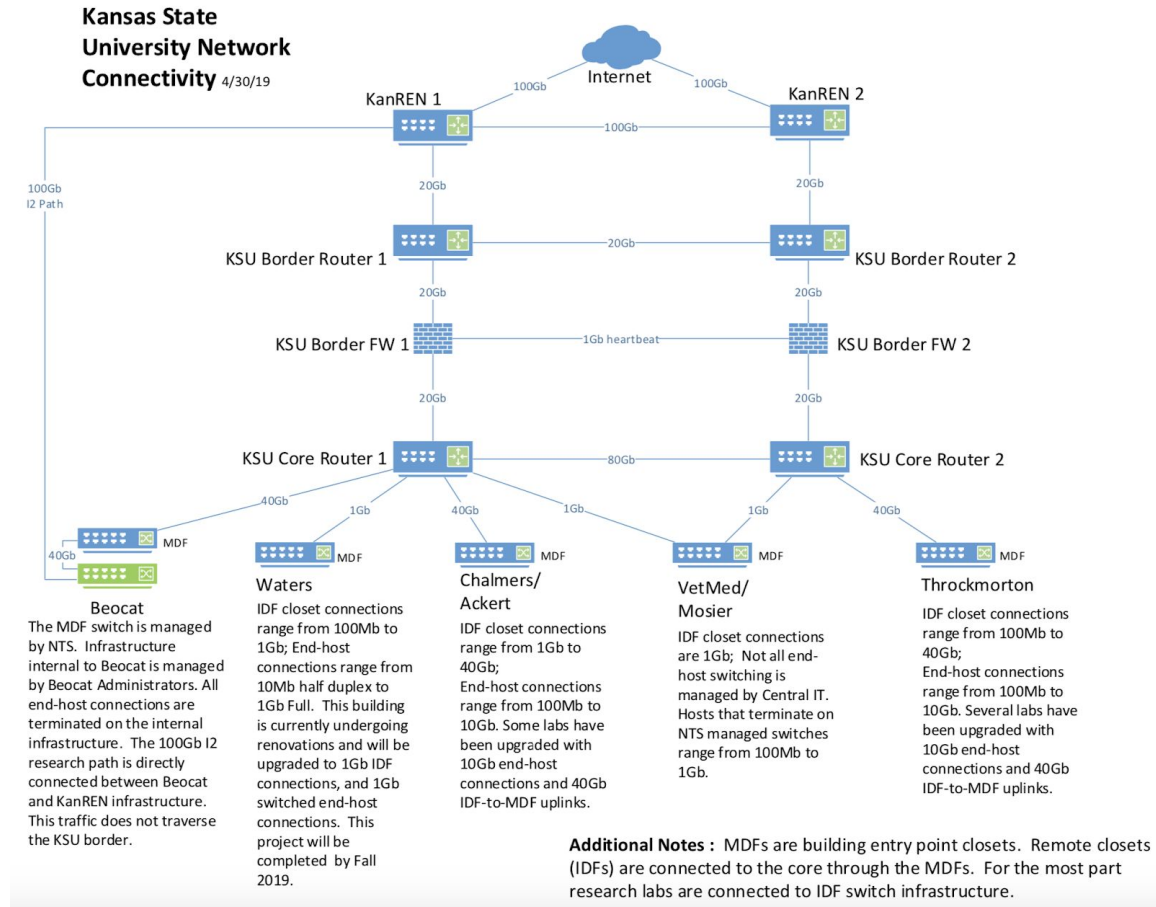 Kansas State
University Network
Connectivity 4/30/19
Internet
100Gb
100Gb
KanREN 1
KanREN 2
100Gb
100Gb
I2 Path
20Gb
20Gb
KSU Border Router 1
20Gb
KSU Border Router 2
20Gb
20Gb
KSU Border FW 1
1Gb heartbeat
KSU Border FW 2
20Gb
20Gb
KSU Core Router 1
80Gb
KSU Core Router 2
40Gb
1Gb
40Gb
1Gb
1Gb
40Gb
40Gb
MDF
MDF
MDF
MDF
MDF
Beocat
The MDF switch is managed
by NTS. Infrastructure
internal to Beocat is managed
by Beocat Administrators. All
end-host connections are
terminated on the internal
infrastructure. The 100Gb I2
research path is directly
connected between Beocat
and KanREN infrastructure.
This traffic does not traverse
the KSU border.
Waters
IDF closet connections
range from 100Mb to
1Gb; End-host
connections range from
10Mb half duplex to
1Gb Full. This building
is currently undergoing
renovations and will be
upgraded to 1Gb IDF
connections, and 1Gb
switched end-host
connections. This
project will be
completed by Fall
2019.
Chalmers/
Ackert
IDF closet connections
range from 1Gb to
40Gb;
End-host connections
range from 100Mb to
10Gb. Some labs have
been upgraded with
10Gb end-host
connections and 40Gb
IDF-to-MDF uplinks.
VetMed/
Mosier
IDF closet connections
are 1Gb; Not all end-
host switching is
managed by Central IT.
Hosts that terminate on
NTS managed switches
range from 100Mb to
1Gb.
Throckmorton
IDF closet connections
range from 100Mb to
40Gb;
End-host connections
range from 100Mb to
10Gb. Several labs have
been upgraded with
10Gb end-host
connections and 40Gb
IDF-to-MDF uplinks.
Additional Notes : MDFs are building entry point closets. Remote closets
(IDFs) are connected to the core through the MDFs. For the most part
research labs are connected to IDF switch infrastructure.